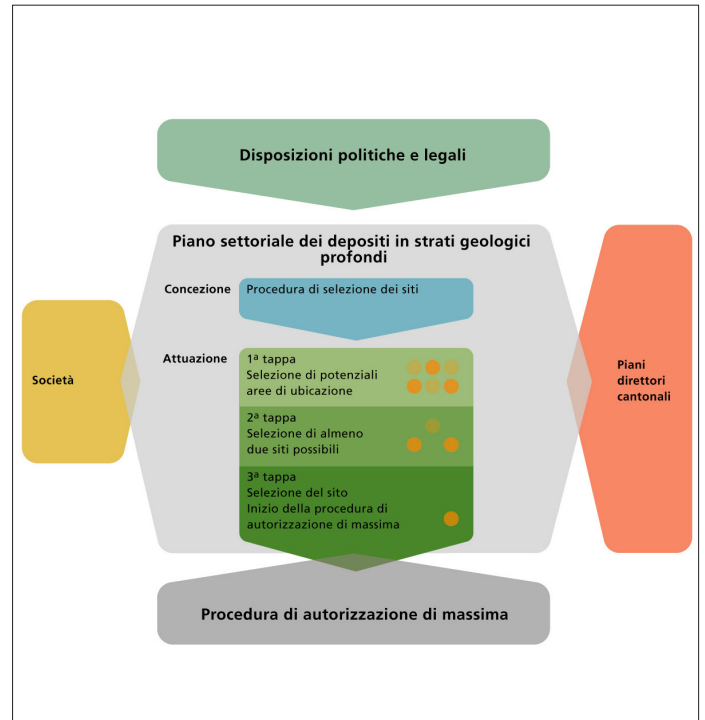 Disposizioni politiche e legali
Piano settoriale dei depositi in strati geologici
profondi
Concezione
Procedura di selezione dei siti
Attuazione
1ª tappa
Selezione di potenziali
aree di ubicazione
2ª tappa
Selezione di almeno
due siti possibili
3ª tappa
Selezione del sito
Inizio della procedura di
autorizzazione di massima
Società
Piani
direttori
cantonali
Procedura di autorizzazione di massima